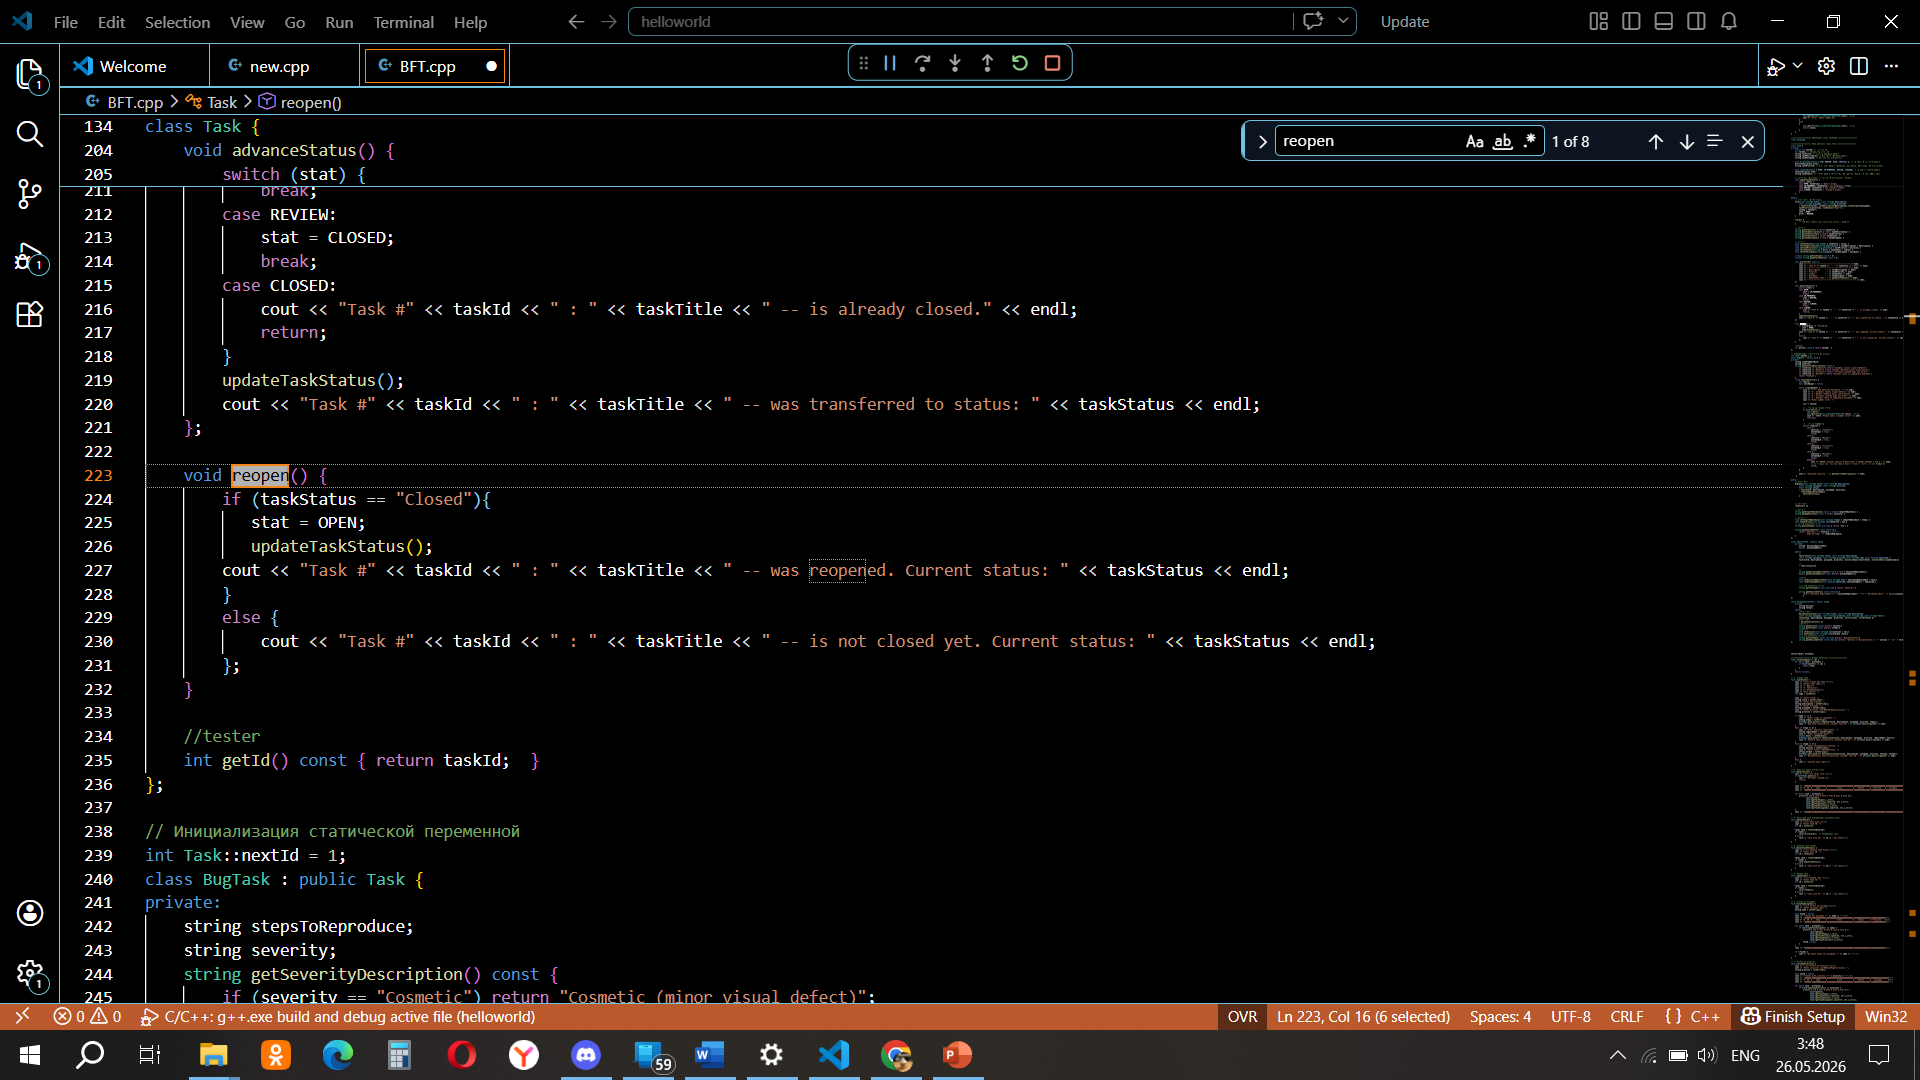 File Edit Selection View Go Run Terminal Help
helloworld
Update
Welcome
new.cpp
BFT.cpp
BFT.cpp > Task > reopen()
reopen
Aa ab .*
1 of 8
134 class Task {
204 void advanceStatus() {
205 switch (stat) {
211 break;
212 case REVIEW:
213 stat = CLOSED;
214 break;
215 case CLOSED:
216 cout << "Task #" << taskId << " : " << taskTitle << " -- is already closed." << endl;
217 return;
218 }
219 updateTaskStatus();
220 cout << "Task #" << taskId << " : " << taskTitle << " -- was transferred to status: " << taskStatus << endl;
221 };
222
223 void reopen() {
224 if (taskStatus == "Closed"){
225 stat = OPEN;
226 updateTaskStatus();
227 cout << "Task #" << taskId << " : " << taskTitle << " -- was reopened. Current status: " << taskStatus << endl;
228 }
229 else {
230 cout << "Task #" << taskId << " : " << taskTitle << " -- is not closed yet. Current status: " << taskStatus << endl;
231 };
232 }
233
234 //tester
235 int getId() const { return taskId; }
236 };
237
238 // Инициализация статической переменной
239 int Task::nextId = 1;
240 class BugTask : public Task {
241 private:
242 string stepsToReproduce;
243 string severity;
244 string getSeverityDescription() const {
245 if (severity == "Cosmetic") return "Cosmetic (minor visual defect)";
1
1
1
0 0 C/C++: g++.exe build and debug active file (helloworld)
OVR Ln 223, Col 16 (6 selected) Spaces: 4 UTF-8 CRLF { } C++ Finish Setup Win32
59
ENG
3:48
26.05.2026